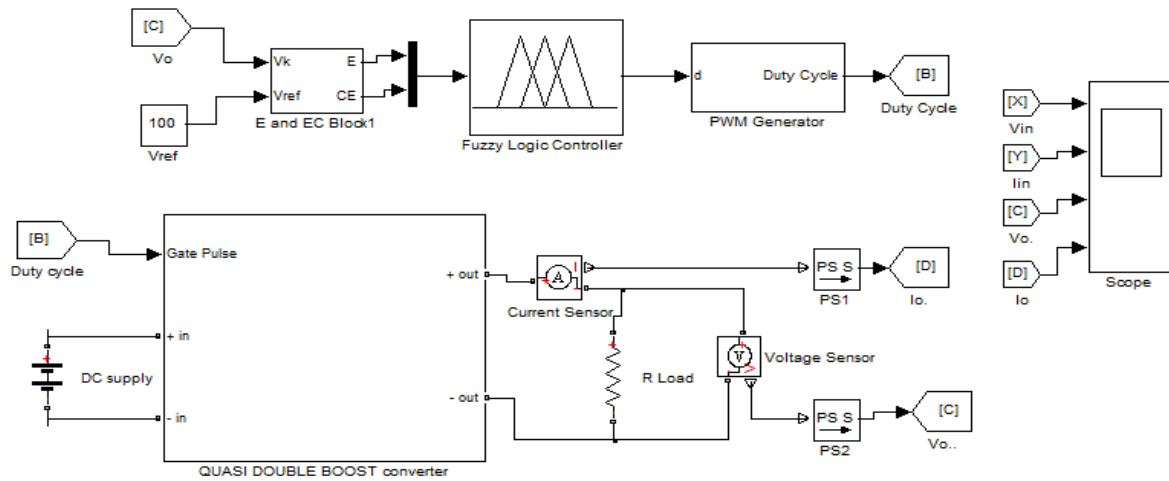 [C]
Vo
Vk
E
Vref
CE
E and EC Block1
100
Vref
Fuzzy Logic Controller
d
Duty Cycle
PWM Generator
[B]
Duty Cycle
[X]
Vin
[Y]
Iin
[C]
Vo.
[D]
Io
Scope
[B]
Duty cycle
Gate Pulse
+ in
- in
DC supply
+ out
- out
QUASI DOUBLE BOOST converter
I
A
Current Sensor
PS S
PS1
[D]
Io.
R Load
V
V
Voltage Sensor
PS S
PS2
[C]
Vo..